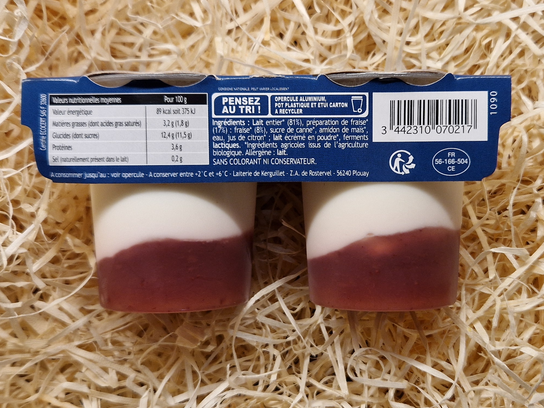 CONSIGNE NATIONALE PEUT VARIER LOCALEMENT
Valeurs nutritionnelles moyennes Pour 100 g
Valeur énergétique 89 kcal soit 375 kJ
Matières grasses (dont acides gras saturés) 3,2 g (1,8 g)
Glucides (dont sucres) 12,4 g (11,5 g)
Protéines 3,6 g
Sel (naturellement présent dans le lait) 0,2 g
PENSEZ
AU TRI !
OPERCULE ALUMINIUM,
POT PLASTIQUE ET ETUI CARTON
A RECYCLER
Ingrédients : Lait entier* (81%), préparation de fraise*
(17%) : fraise* (8%), sucre de canne*, amidon de maïs*,
eau, jus de citron* ; lait écrémé en poudre*, ferments
lactiques. *Ingrédients agricoles issus de l'agriculture
biologique. Allergène : lait.
SANS COLORANT NI CONSERVATEUR.
3 442310 070217
1090
FR
56-166-504
CE
A consommer jusqu'au : voir opercule - A conserver entre +2°C et +6°C - Laiterie de Kerguillet - Z.A. de Rostervel - 56240 Plouay